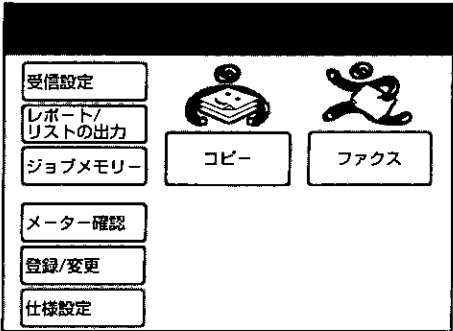 受信設定
レポート/
リストの出力
ジョブメモリー
コピー
ファクス
メーター確認
登録/変更
仕様設定